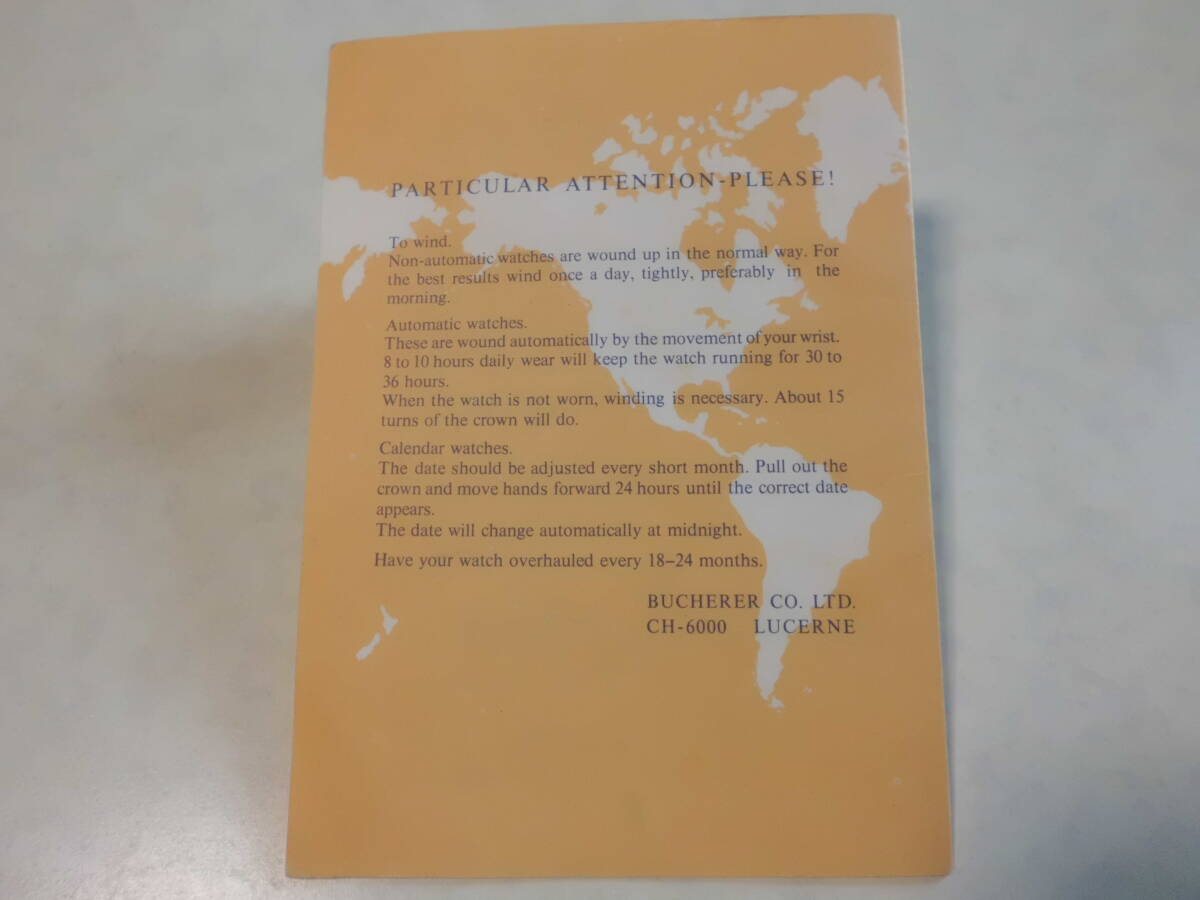 PARTICULAR ATTENTION-PLEASE!
To wind.
Non-automatic watches are wound up in the normal way. For
the best results wind once a day, tightly, preferably in the
morning.
Automatic watches.
These are wound automatically by the movement of your wrist.
8 to 10 hours daily wear will keep the watch running for 30 to
36 hours.
When the watch is not worn, winding is necessary. About 15
turns of the crown will do.
Calendar watches.
The date should be adjusted every short month. Pull out the
crown and move hands forward 24 hours until the correct date
appears.
The date will change automatically at midnight.
Have your watch overhauled every 18–24 months.
BUCHERER CO. LTD.
CH-6000 LUCERNE